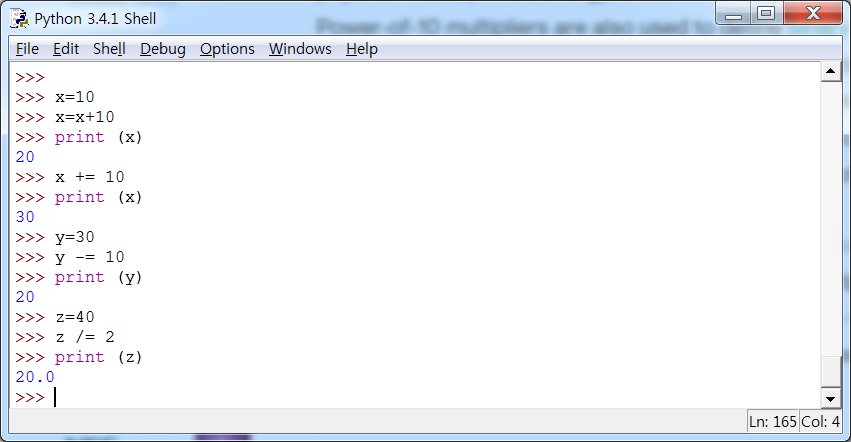 Python 3.4.1 Shell
Power-of-10 multipliers are also used to define
File Edit Shell Debug Options Windows Help
>>>
>>> x=10
>>> x=x+10
>>> print (x)
20
>>> x += 10
>>> print (x)
30
>>> y=30
>>> y -= 10
>>> print (y)
20
>>> z=40
>>> z /= 2
>>> print (z)
20.0
>>>
Ln: 165 Col: 4